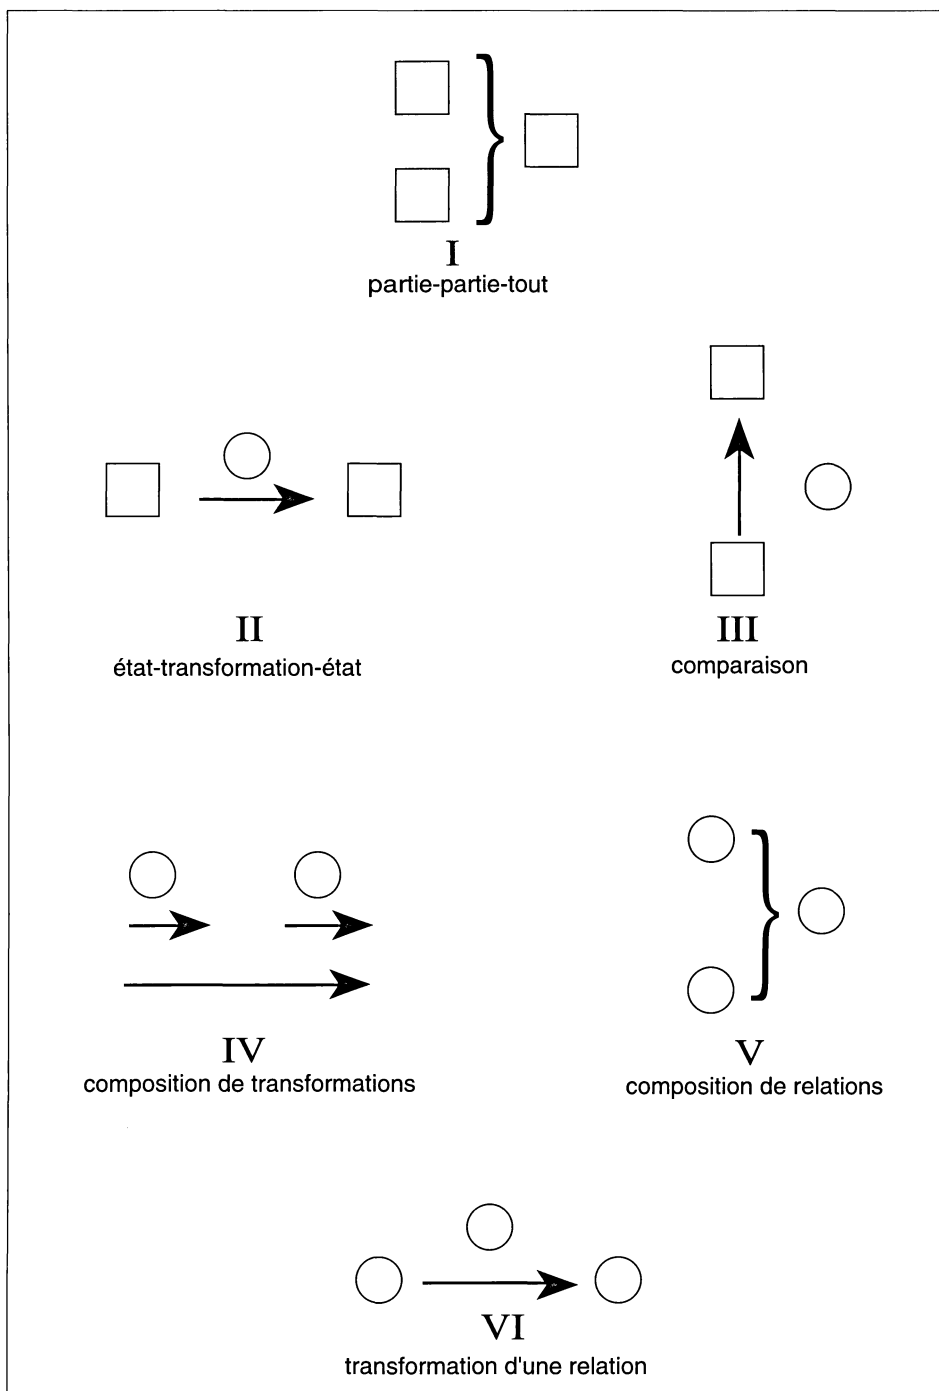 I
partie-partie-tout
II
état-transformation-état
III
comparaison
IV
composition de transformations
V
composition de relations
VI
transformation d'une relation